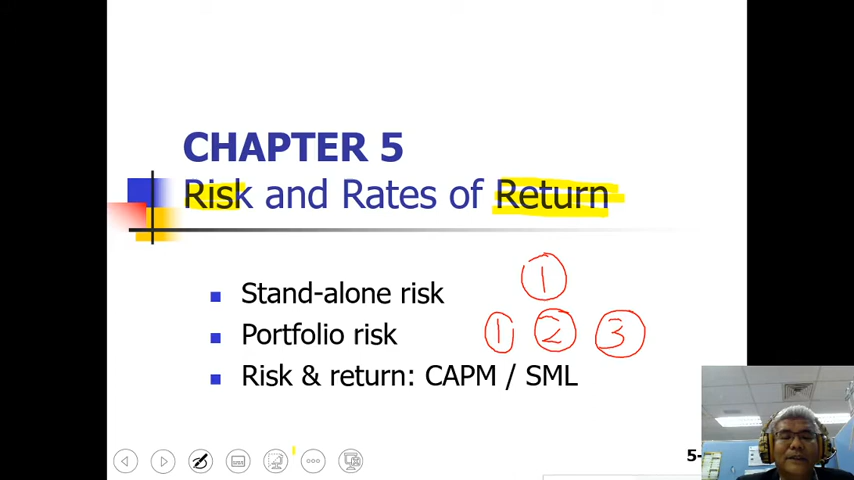 CHAPTER 5
Risk and Rates of Return
Stand-alone risk
1
Portfolio risk
1 2 3
Risk & return: CAPM / SML
5-